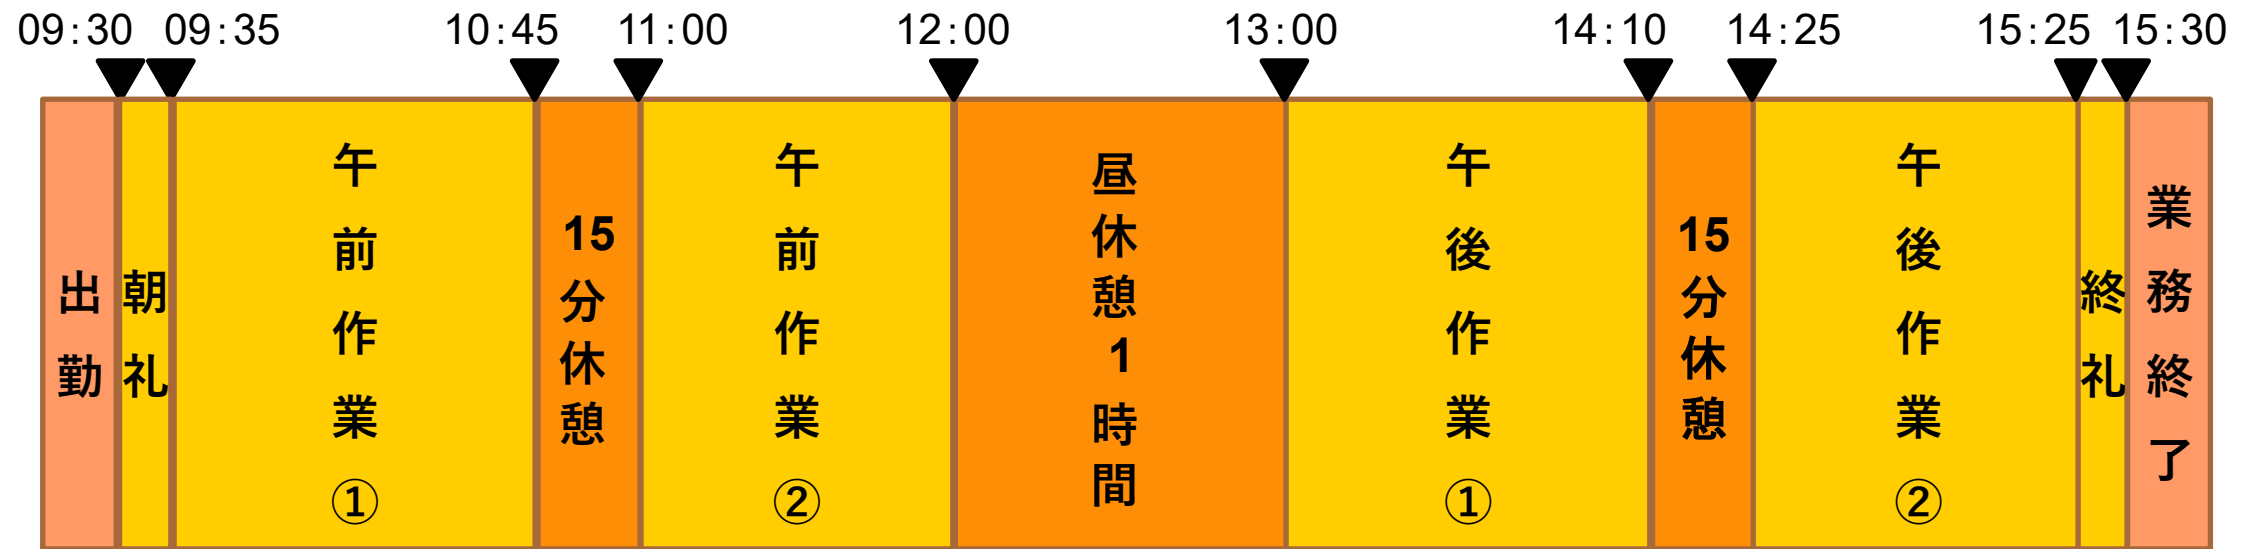 09:30 09:35 10:45 11:00 12:00 13:00 14:10 14:25 15:25 15:30
出勤
朝礼
午前作業①
15分休憩
午前作業②
昼休憩1時間
午後作業①
15分休憩
午後作業②
終礼
業務終了